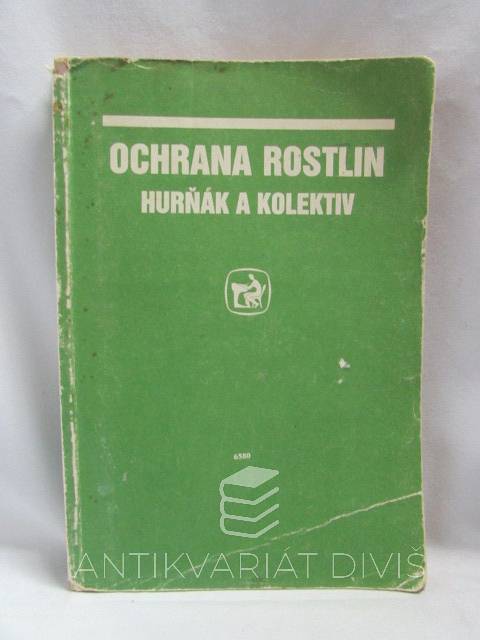 OCHRANA ROSTLIN
HURŇÁK A KOLEKTIV
6580
ANTIKVARIÁT DIVIŠ